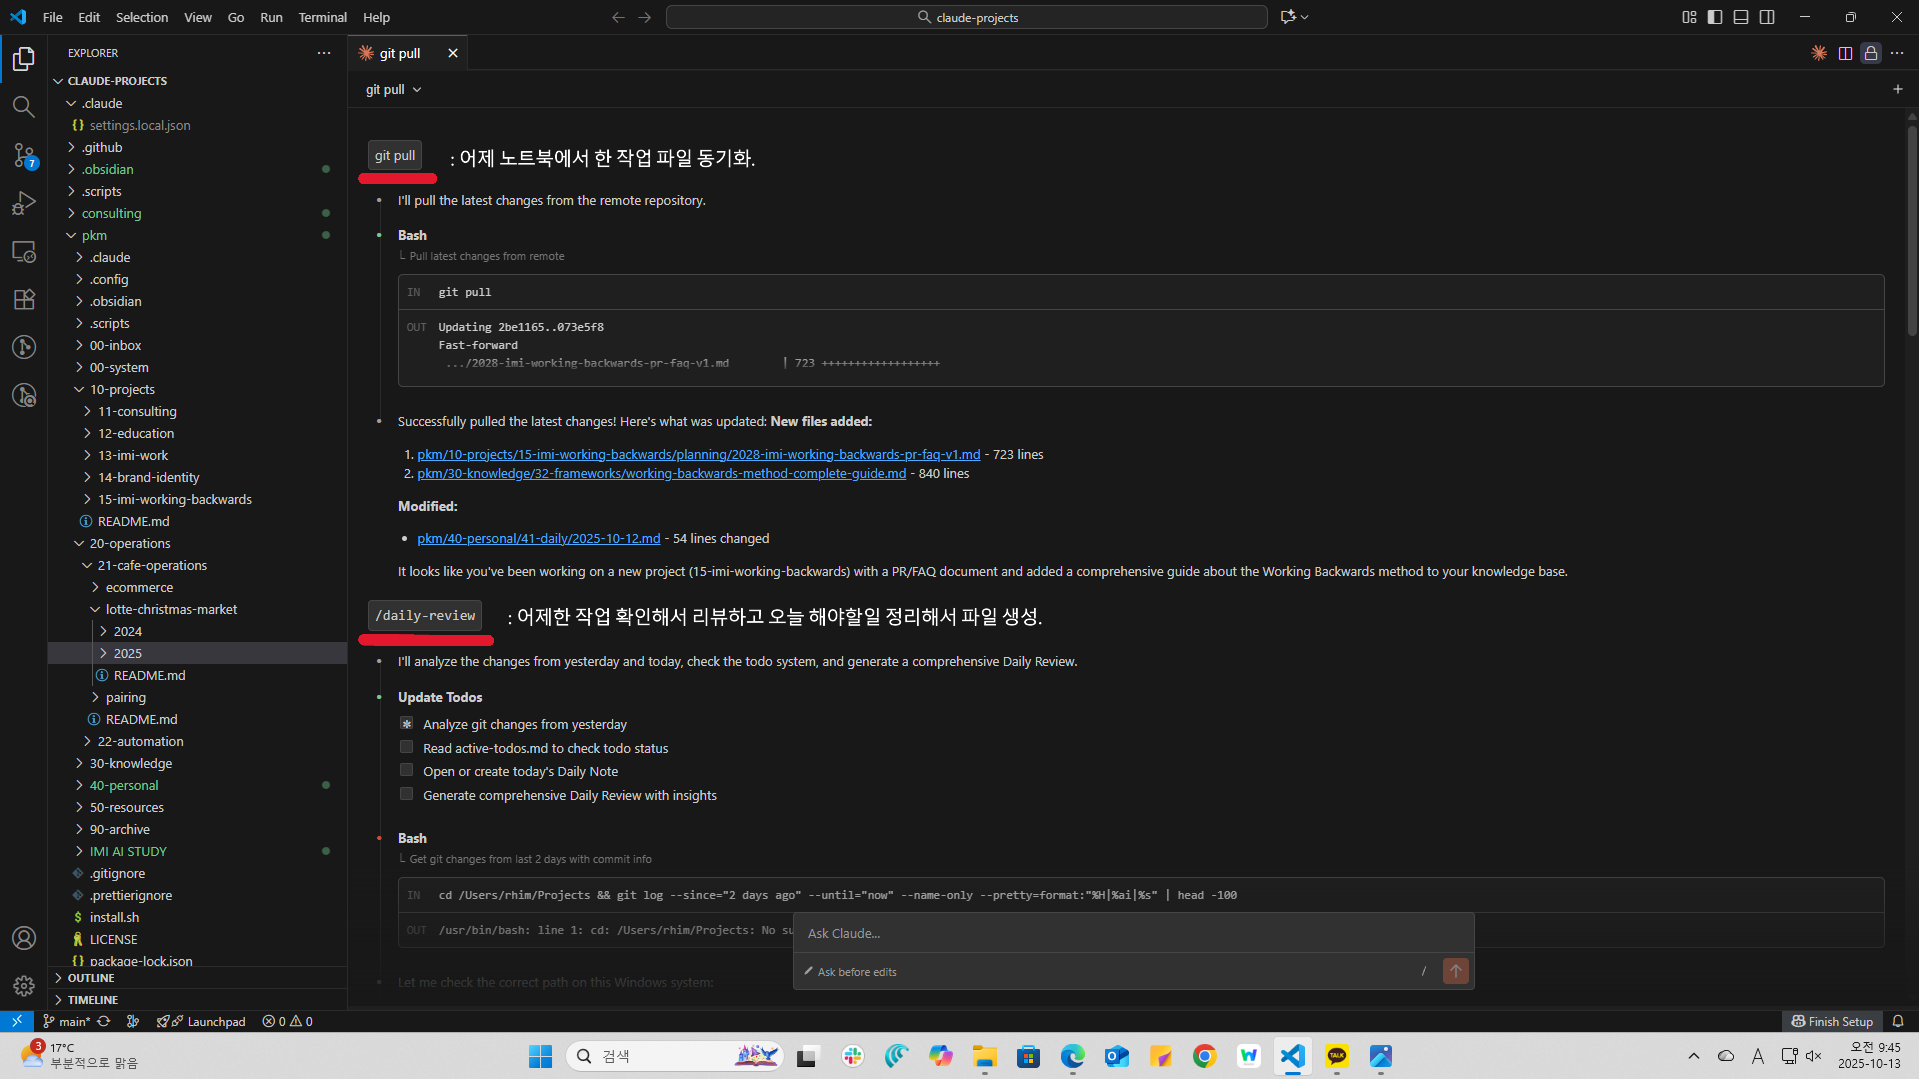 File Edit Selection View Go Run Terminal Help
claude-projects
EXPLORER
CLAUDE-PROJECTS
.claude
settings.local.json
.github
.obsidian
.scripts
consulting
pkm
.claude
.config
.obsidian
.scripts
00-inbox
00-system
10-projects
11-consulting
12-education
13-imi-work
14-brand-identity
15-imi-working-backwards
README.md
20-operations
21-cafe-operations
ecommerce
lotte-christmas-market
2024
2025
README.md
pairing
README.md
22-automation
30-knowledge
40-personal
50-resources
90-archive
IMI AI STUDY
.gitignore
.prettierignore
install.sh
LICENSE
package-lock.json
OUTLINE
TIMELINE
7
git pull
git pull
git pull : 어제 노트북에서 한 작업 파일 동기화.
I'll pull the latest changes from the remote repository.
Bash
Pull latest changes from remote
IN git pull
OUT Updating 2be1165..073e5f8
Fast-forward
.../2028-imi-working-backwards-pr-faq-v1.md | 723 +++++++++++++++++++
Successfully pulled the latest changes! Here's what was updated: New files added:
1. pkm/10-projects/15-imi-working-backwards/planning/2028-imi-working-backwards-pr-faq-v1.md - 723 lines
2. pkm/30-knowledge/32-frameworks/working-backwards-method-complete-guide.md - 840 lines
Modified:
• pkm/40-personal/41-daily/2025-10-12.md - 54 lines changed
It looks like you've been working on a new project (15-imi-working-backwards) with a PR/FAQ document and added a comprehensive guide about the Working Backwards method to your knowledge base.
/daily-review : 어제한 작업 확인해서 리뷰하고 오늘 해야할일 정리해서 파일 생성.
I'll analyze the changes from yesterday and today, check the todo system, and generate a comprehensive Daily Review.
Update Todos
Analyze git changes from yesterday
Read active-todos.md to check todo status
Open or create today's Daily Note
Generate comprehensive Daily Review with insights
Bash
Get git changes from last 2 days with commit info
IN cd /Users/rhim/Projects && git log --since="2 days ago" --until="now" --name-only --pretty=format:"%H|%ai|%s" | head -100
OUT /usr/bin/bash: line 1: cd: /Users/rhim/Projects: No su
Let me check the correct path on this Windows system:
Ask Claude...
Ask before edits /
main* Launchpad 0 0 Finish Setup
3 17°C
부분적으로 맑음
검색
TALK
A
오전 9:45
2025-10-13